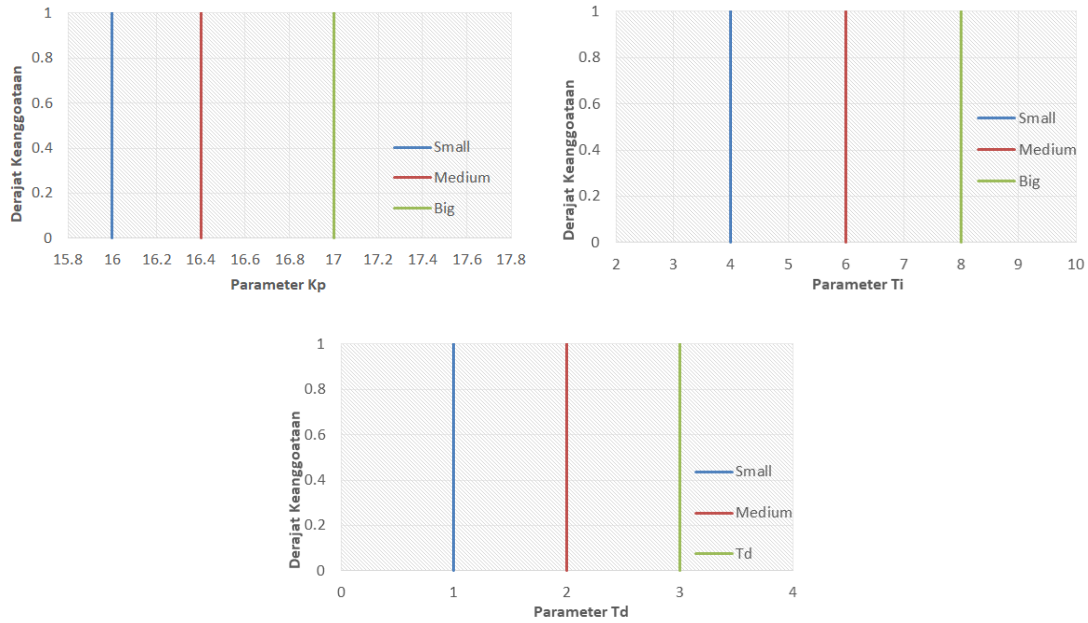 Derajat Keanggoataan
1
0.8
0.6
0.4
0.2
0
15.8 16 16.2 16.4 16.6 16.8 17 17.2 17.4 17.6 17.8
Parameter Kp
Small
Medium
Big
Derajat Keanggoataan
1
0.8
0.6
0.4
0.2
0
2 3 4 5 6 7 8 9 10
Parameter Ti
Small
Medium
Big
Derajat Keanggoataan
1
0.8
0.6
0.4
0.2
0
0 1 2 3 4
Parameter Td
Small
Medium
Td